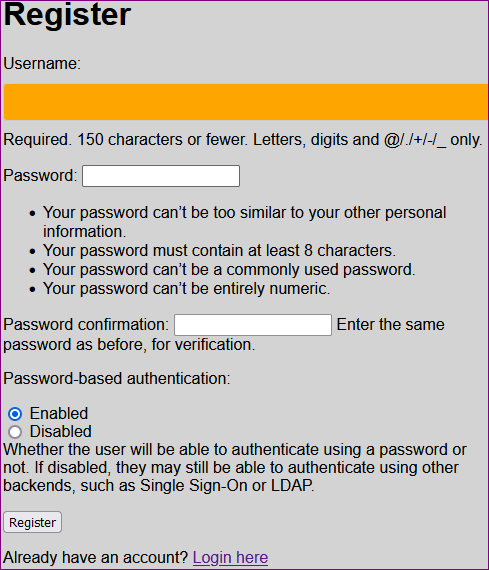 Register
Username:
Required. 150 characters or fewer. Letters, digits and @/./+/-/_ only.
Password:
• Your password can’t be too similar to your other personal
information.
• Your password must contain at least 8 characters.
• Your password can’t be a commonly used password.
• Your password can’t be entirely numeric.
Password confirmation: Enter the same
password as before, for verification.
Password-based authentication:
Enabled
Disabled
Whether the user will be able to authenticate using a password or
not. If disabled, they may still be able to authenticate using other
backends, such as Single Sign-On or LDAP.
Register
Already have an account? Login here